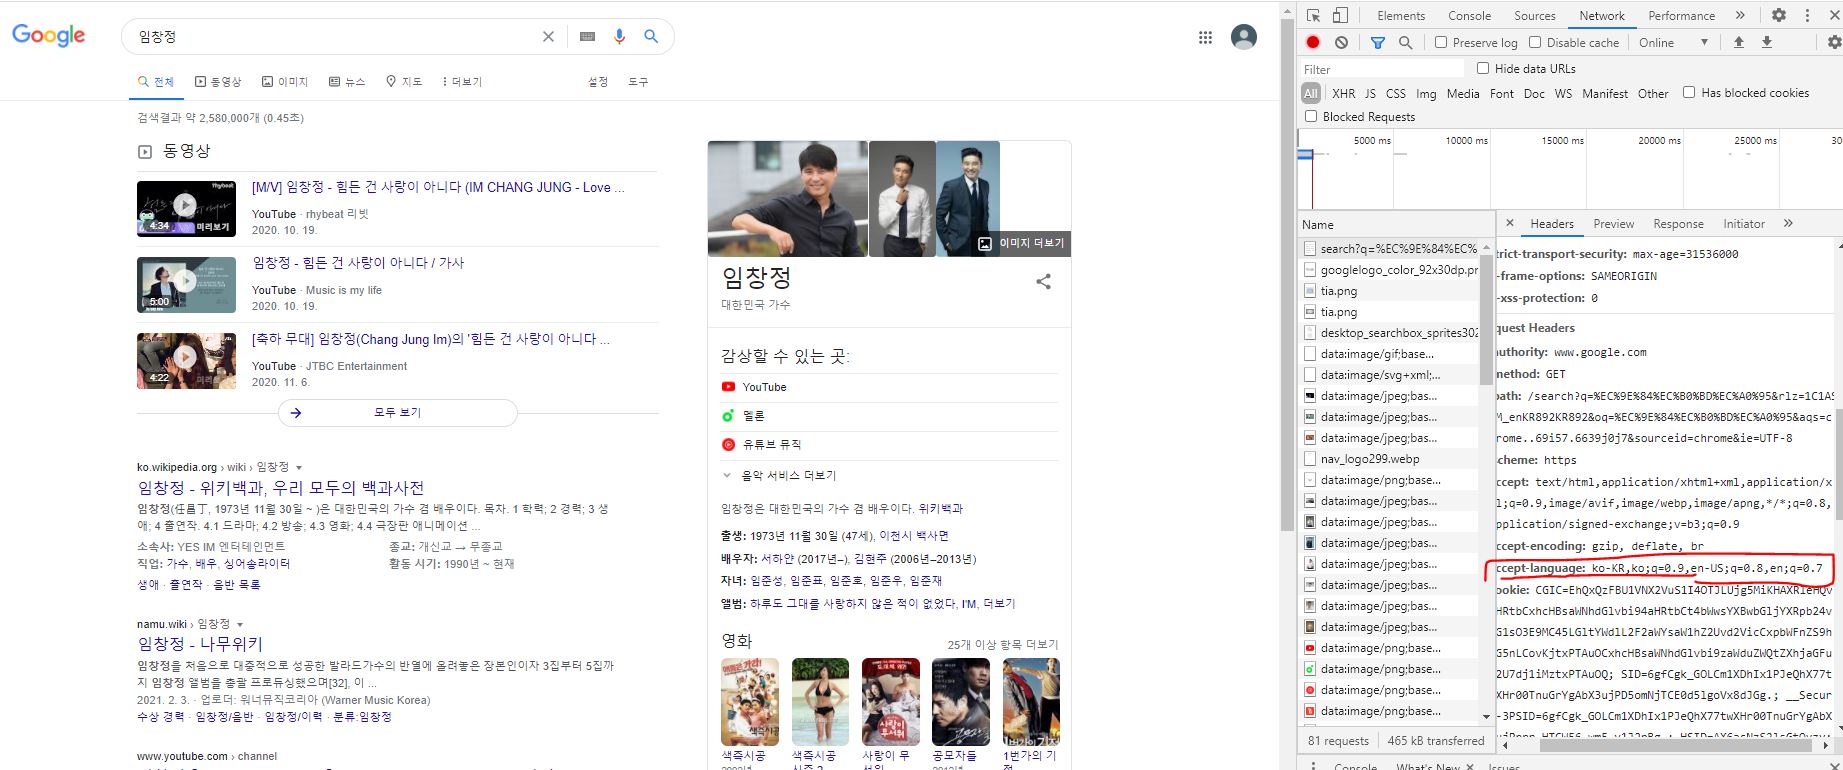 Google
임창정
전체
동영상
이미지
뉴스
지도
더보기
설정
도구
검색결과 약 2,580,000개 (0.45초)
동영상
[M/V] 임창정 - 힘든 건 사랑이 아니다 (IM CHANG JUNG - Love ...
YouTube · rhybeat 리빗
2020. 10. 19.
rhybeat
미리보기
4:34
임창정 - 힘든 건 사랑이 아니다 / 가사
YouTube · Music is my life
2020. 10. 19.
5:00
[축하 무대] 임창정(Chang Jung Im)의 '힘든 건 사랑이 아니다 ...
YouTube · JTBC Entertainment
2020. 11. 6.
4:22
모두 보기
ko.wikipedia.org › wiki › 임창정
임창정 - 위키백과, 우리 모두의 백과사전
임창정(任昌丁, 1973년 11월 30일 ~ )은 대한민국의 가수 겸 배우이다. 목차. 1 학력; 2 경력; 3 생
애; 4 출연작. 4.1 드라마; 4.2 방송; 4.3 영화; 4.4 극장판 애니메이션 ...
소속사: YES IM 엔터테인먼트
종교: 개신교 → 무종교
직업: 가수, 배우, 싱어송라이터
활동 시기: 1990년 ~ 현재
생애 · 출연작 · 음반 목록
namu.wiki › 임창정
임창정 - 나무위키
임창정을 처음으로 대중적으로 성공한 발라드가수의 반열에 올려놓은 장본인이자 3집부터 5집까
지 임창정 앨범을 총괄 프로듀싱했으며[32], 이 ...
2021. 2. 3. · 업로더: 워너뮤직코리아 (Warner Music Korea)
수상 경력 · 임창정/음반 · 임창정/이력 · 분류:임창정
www.youtube.com › channel
이미지 더보기
임창정
대한민국 가수
감상할 수 있는 곳:
YouTube
멜론
유튜브 뮤직
음악 서비스 더보기
임창정은 대한민국의 가수 겸 배우이다. 위키백과
출생: 1973년 11월 30일 (47세), 이천시 백사면
배우자: 서하얀 (2017년–), 김현주 (2006년–2013년)
자녀: 임준성, 임준표, 임준호, 임준우, 임준재
앨범: 하루도 그대를 사랑하지 않은 적이 없었다, I'M, 더보기
영화
25개 이상 항목 더보기
색즉시공
색즉시공
시즌 2
사랑이 무
서워
공모자들
1번가의 기
적
Elements
Console
Sources
Network
Performance
Preserve log
Disable cache
Online
Filter
Hide data URLs
All
XHR
JS
CSS
Img
Media
Font
Doc
WS
Manifest
Other
Has blocked cookies
Blocked Requests
5000 ms
10000 ms
15000 ms
20000 ms
25000 ms
30
Name
search?q=%EC%9E%84%EC%
googlelogo_color_92x30dp.pr
tia.png
tia.png
desktop_searchbox_sprites302
data:image/gif;base...
data:image/svg+xml;...
data:image/jpeg;bas...
data:image/jpeg;bas...
data:image/jpeg;bas...
nav_logo299.webp
data:image/png;base...
data:image/jpeg;bas...
data:image/jpeg;bas...
data:image/jpeg;bas...
data:image/jpeg;bas...
data:image/jpeg;bas...
data:image/jpeg;bas...
data:image/jpeg;bas...
data:image/png;base...
data:image/png;base...
data:image/png;base...
data:image/png;base...
81 requests
465 kB transferred
Headers
Preview
Response
Initiator
trict-transport-security: max-age=31536000
-frame-options: SAMEORIGIN
-xss-protection: 0
quest Headers
uthority: www.google.com
method: GET
path: /search?q=%EC%9E%84%EC%B0%BD%EC%A0%95&rlz=1C1AS
M_enKR892KR892&oq=%EC%9E%84%EC%B0%BD%EC%A0%95&aqs=c
rome..69i57.6639j0j7&sourceid=chrome&ie=UTF-8
scheme: https
ccept: text/html,application/xhtml+xml,application/x
l;q=0.9,image/avif,image/webp,image/apng,*/*;q=0.8,
pplication/signed-exchange;v=b3;q=0.9
ccept-encoding: gzip, deflate, br
ccept-language: ko-KR,ko;q=0.9,en-US;q=0.8,en;q=0.7
Console
What's New
Issues